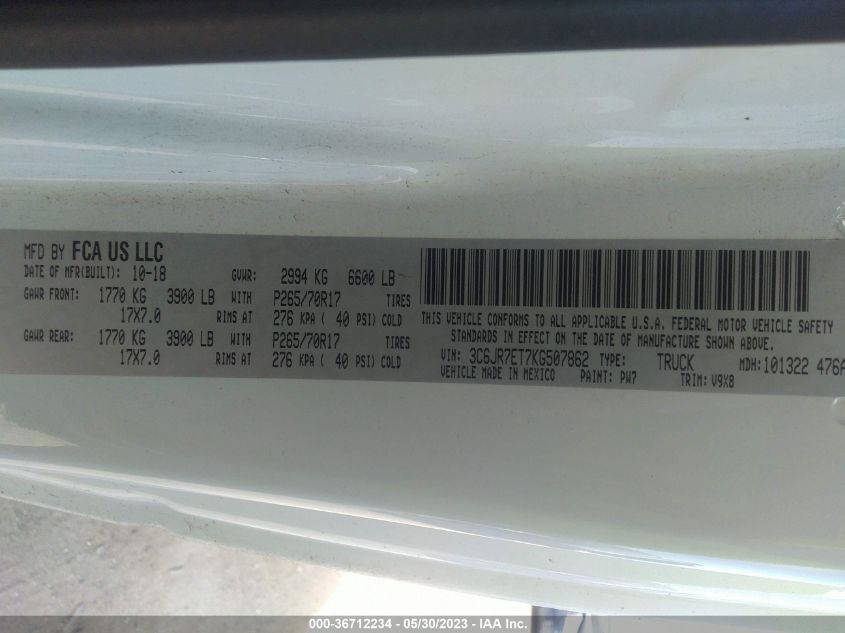 MFD BY FCA US LLC
DATE OF MFR(BUILT): 10-18 GVWR: 2994 KG 6600 LB
GAWR FRONT: 1770 KG 3900 LB WITH P265/70R17 TIRES
17X7.0 RIMS AT 276 KPA ( 40 PSI) COLD
GAWR REAR: 1770 KG 3900 LB WITH P265/70R17 TIRES
17X7.0 RIMS AT 276 KPA ( 40 PSI) COLD
THIS VEHICLE CONFORMS TO ALL APPLICABLE U.S.A. FEDERAL MOTOR VEHICLE SAFETY
STANDARDS IN EFFECT ON THE DATE OF MANUFACTURE SHOWN ABOVE.
VIN: 3C6JR7ET7KG507862 TYPE: TRUCK MDH:101322 476A
VEHICLE MADE IN MEXICO PAINT: PW7 TRIM: V9X8
000-36712234 - 05/30/2023 - IAA Inc.